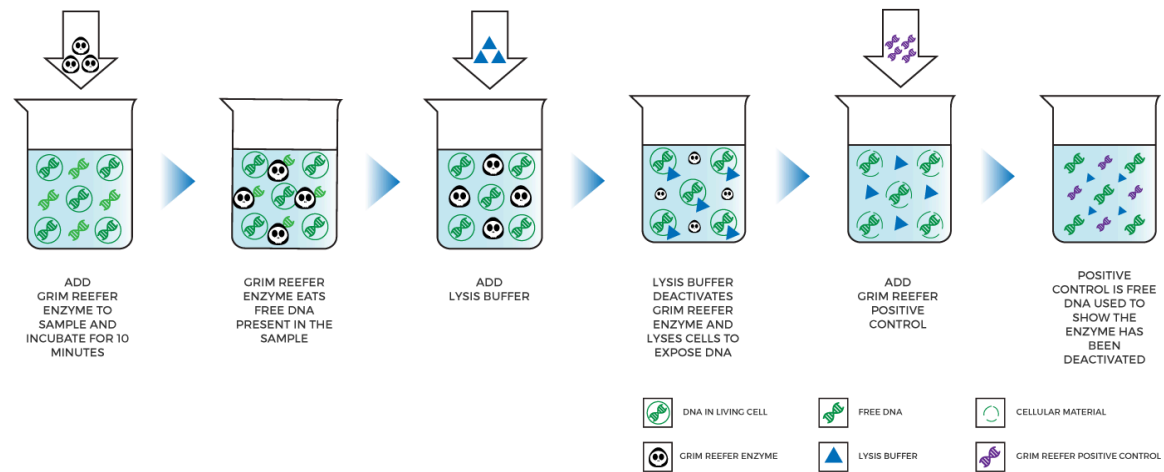 ADD
GRIM REEFER
ENZYME TO
SAMPLE AND
INCUBATE FOR 10
MINUTES
GRIM REEFER
ENZYME EATS
FREE DNA
PRESENT IN THE
SAMPLE
ADD
LYSIS BUFFER
LYSIS BUFFER
DEACTIVATES
GRIM REEFER
ENZYME AND
LYSES CELLS TO
EXPOSE DNA
ADD
GRIM REEFER
POSITIVE
CONTROL
POSITIVE
CONTROL IS FREE
DNA USED TO
SHOW THE
ENZYME HAS
BEEN
DEACTIVATED
DNA IN LIVING CELL
FREE DNA
CELLULAR MATERIAL
GRIM REEFER ENZYME
LYSIS BUFFER
GRIM REEFER POSITIVE CONTROL